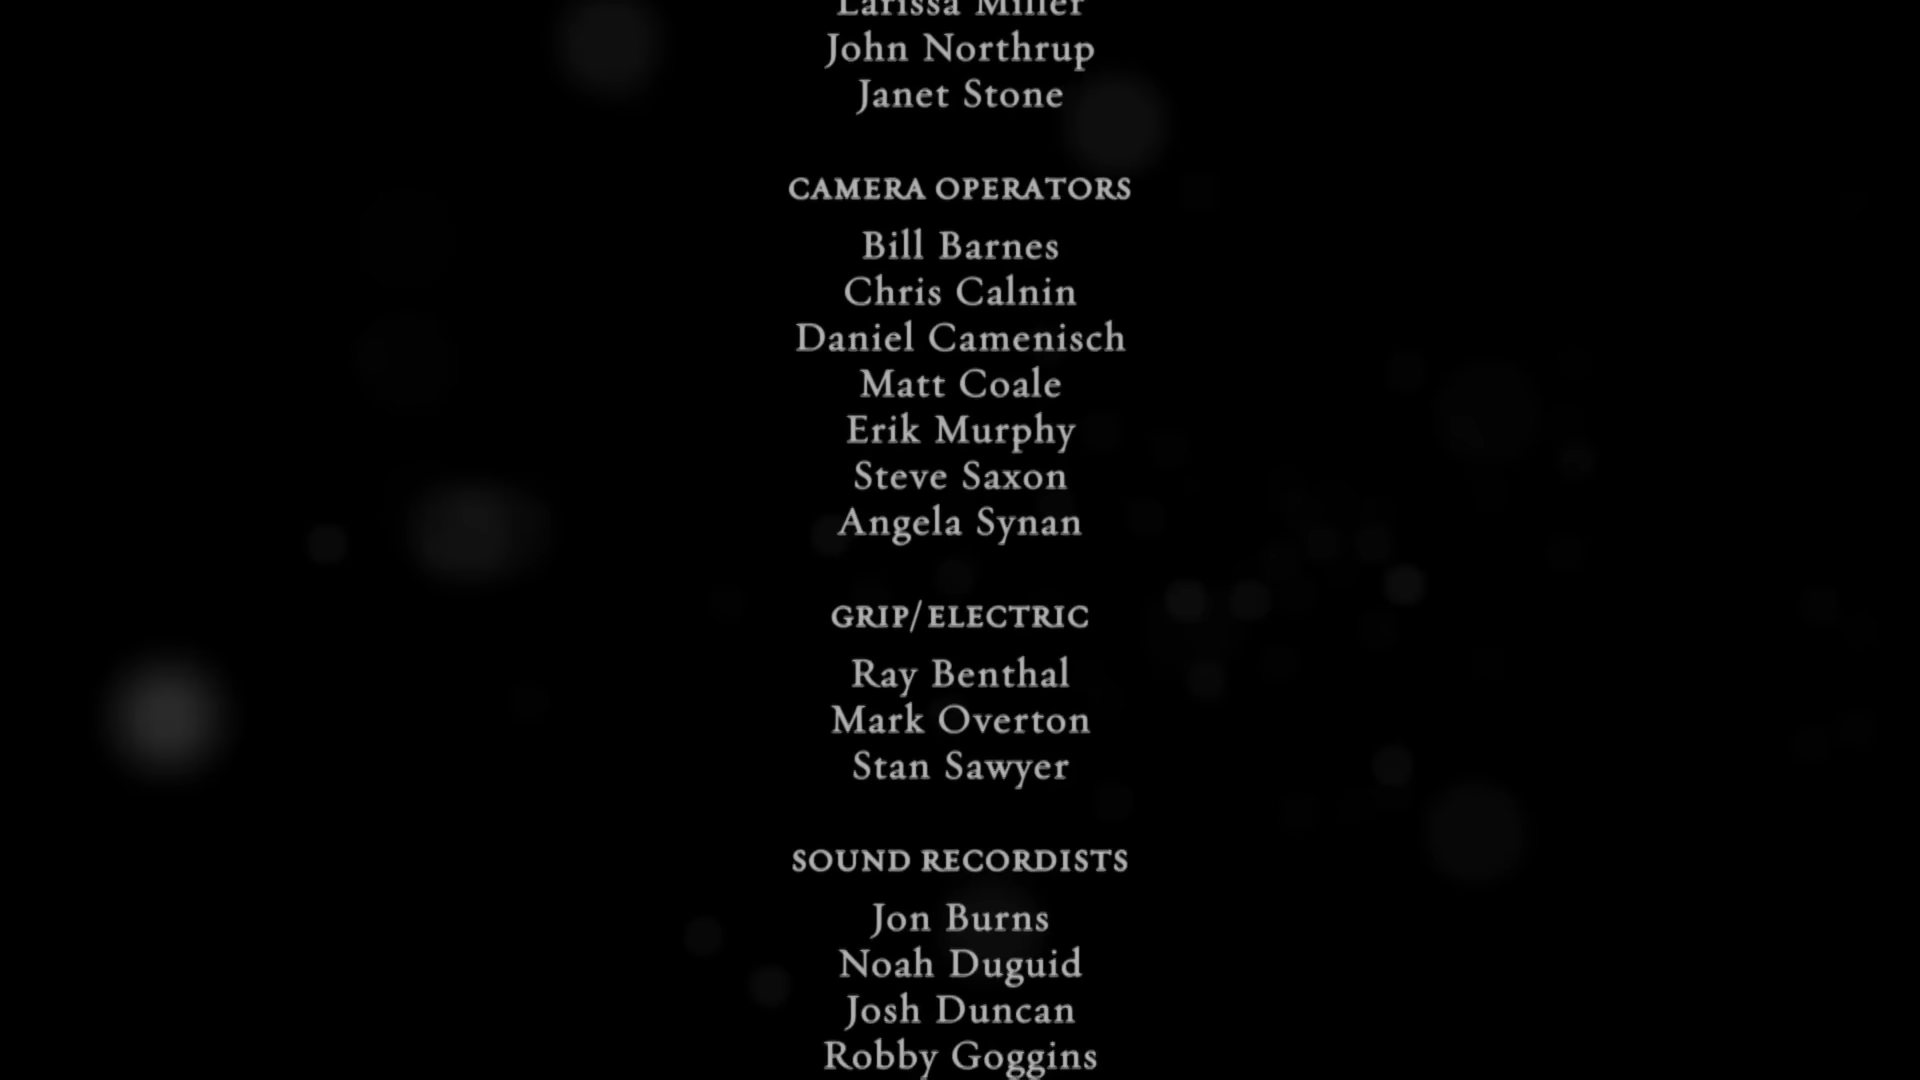 Larissa Miller
John Northrup
Janet Stone
CAMERA OPERATORS
Bill Barnes
Chris Calnin
Daniel Camenisch
Matt Coale
Erik Murphy
Steve Saxon
Angela Synan
GRIP/ELECTRIC
Ray Benthal
Mark Overton
Stan Sawyer
SOUND RECORDISTS
Jon Burns
Noah Duguid
Josh Duncan
Robby Goggins